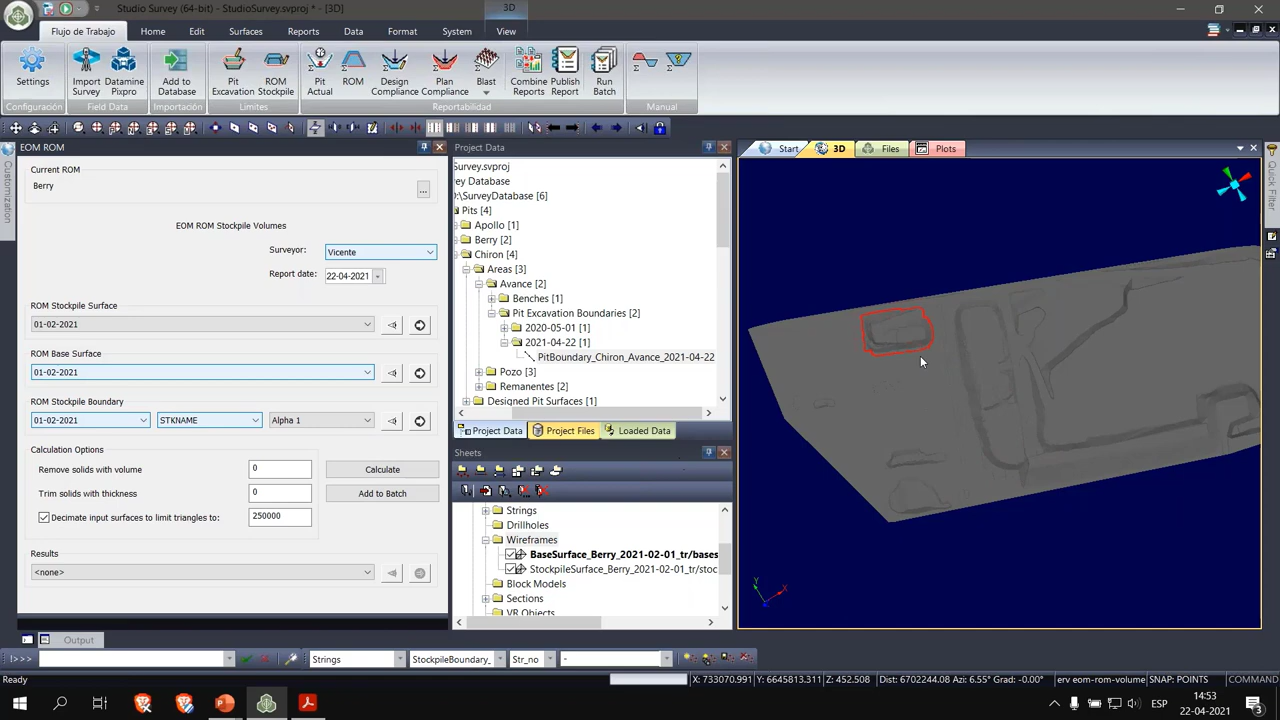 Studio Survey (64-bit) - StudioSurvey.svproj * - [3D]
3D
Flujo de Trabajo
Home
Edit
Surfaces
Reports
Data
Format
System
View
Settings
Import Survey
Datamine Pixpro
Add to Database
Pit Excavation
ROM Stockpile
Pit Actual
ROM
Design Compliance
Plan Compliance
Blast
Combine Reports
Publish Report
Run Batch
Configuración
Field Data
Importación
Limites
Reportabilidad
Manual
EOM ROM
Customization
Current ROM
Berry
...
EOM ROM Stockpile Volumes
Surveyor: Vicente
Report date: 22-04-2021
ROM Stockpile Surface
01-02-2021
ROM Base Surface
01-02-2021
ROM Stockpile Boundary
01-02-2021 STKNAME Alpha 1
Calculation Options
Remove solids with volume 0 Calculate
Trim solids with thickness 0 Add to Batch
Decimate input surfaces to limit triangles to: 250000
Results
<none>
Output
Project Data
Survey.svproj
ey Database
):\SurveyDatabase [6]
Pits [4]
Apollo [1]
Berry [2]
Chiron [4]
Areas [3]
Avance [2]
Benches [1]
Pit Excavation Boundaries [2]
2020-05-01 [1]
2021-04-22 [1]
PitBoundary_Chiron_Avance_2021-04-22
Pozo [3]
Remanentes [2]
Designed Pit Surfaces [1]
Project Data
Project Files
Loaded Data
Sheets
Strings
Drillholes
Wireframes
BaseSurface_Berry_2021-02-01_tr/bases
StockpileSurface_Berry_2021-02-01_tr/stoc
Block Models
Sections
VR Objects
Start
3D
Files
Plots
Quick Filter
Y
X
!>>>
Strings
StockpileBoundary_
Str_no
-
Ready
X: 733070.991 Y: 6645813.311 Z: 452.508 Dist: 6702244.08 Azi: 6.55° Grad: -0.00° erv eom-rom-volume SNAP: POINTS COMMAND
ESP
14:53
22-04-2021
3